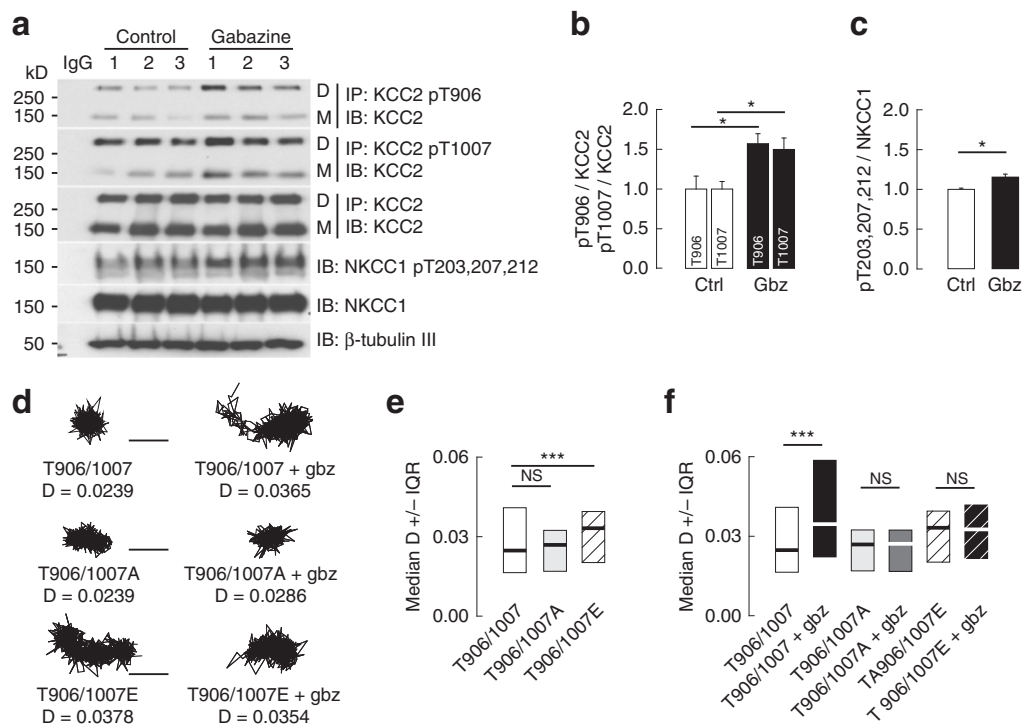 a
Control
Gabazine
IgG 1 2 3 1 2 3
kD
250
150
D
M
IP: KCC2 pT906
IB: KCC2
250
150
D
M
IP: KCC2 pT1007
IB: KCC2
250
150
D
M
IP: KCC2
IB: KCC2
150
IB: NKCC1 pT203,207,212
150
IB: NKCC1
50
IB: β-tubulin III
b
pT906 / KCC2
pT1007 / KCC2
2.0
1.5
1.0
0.5
0.0
*
*
T906
T1007
T906
T1007
Ctrl
Gbz
c
pT203,207,212 / NKCC1
2.0
1.5
1.0
0.5
0.0
*
Ctrl
Gbz
d
T906/1007
D = 0.0239
T906/1007 + gbz
D = 0.0365
T906/1007A
D = 0.0239
T906/1007A + gbz
D = 0.0286
T906/1007E
D = 0.0378
T906/1007E + gbz
D = 0.0354
e
Median D +/− IQR
0.06
0.03
0.00
***
NS
T906/1007
T906/1007A
T906/1007E
f
Median D +/− IQR
0.06
0.03
0.00
***
NS
NS
T906/1007
T906/1007 + gbz
T906/1007A
T906/1007A + gbz
TA906/1007E
T 906/1007E + gbz